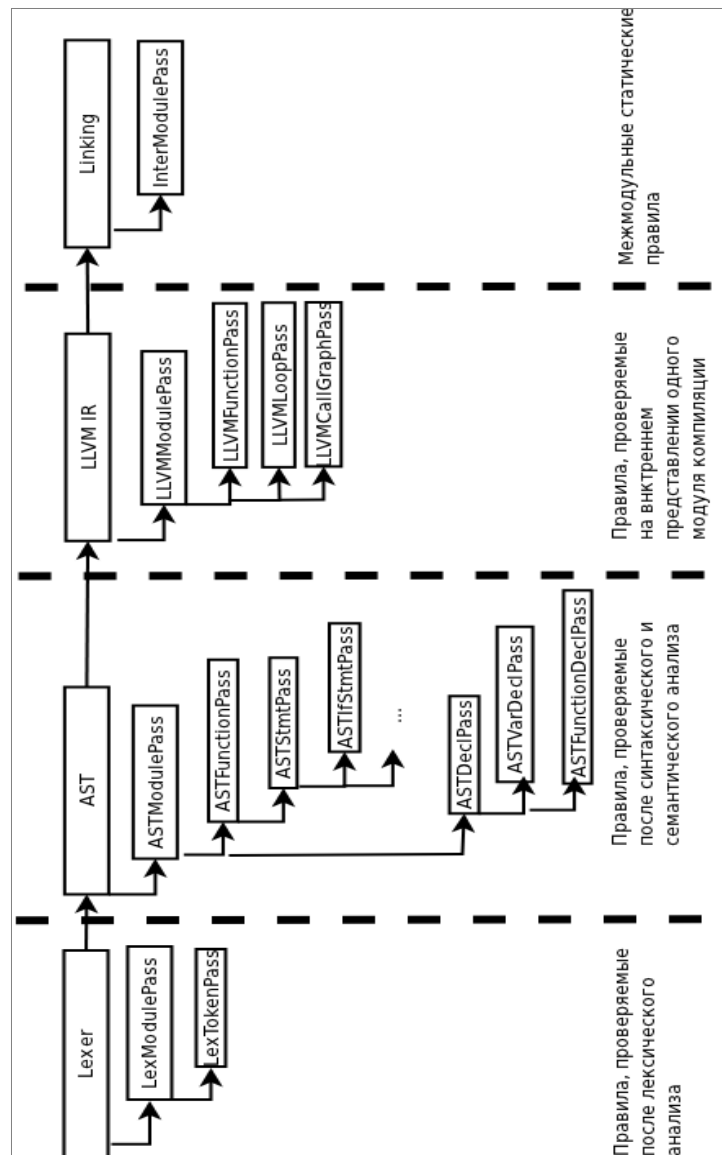 Lexer
LexModulePass
LexTokenPass
Правила, проверяемые
после лексического
анализа
AST
ASTModulePass
ASTFunctionPass
ASTStmtPass
ASTIfStmtPass
...
ASTDeclPass
ASTVarDeclPass
ASTFunctionDeclPass
Правила, проверяемые
после синтаксического и
семантического анализа
LLVM IR
LLVMModulePass
LLVMFunctionPass
LLVMLoopPass
LLVMCallGraphPass
Правила, проверяемые
на внктреннем
представлении одного
модуля компиляции
Linking
InterModulePass
Межмодульные статические
правила